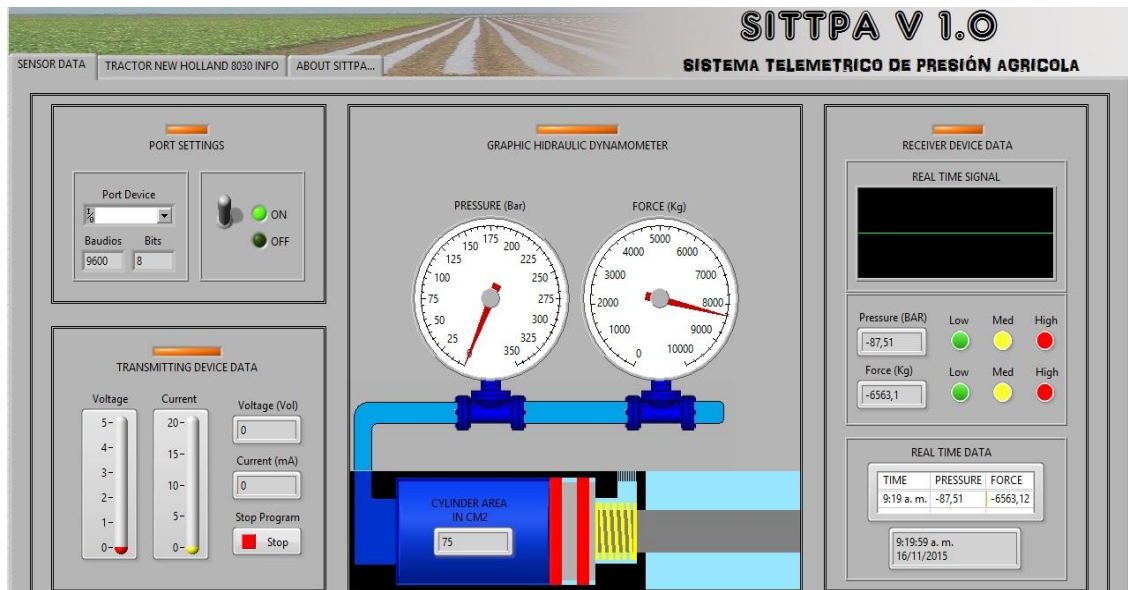 SITTPA V 1.0
SISTEMA TELEMETRICO DE PRESIÓN AGRICOLA
SENSOR DATA
TRACTOR NEW HOLLAND 8030 INFO
ABOUT SITTPA...
PORT SETTINGS
Port Device
Baudios Bits
9600 8
ON
OFF
TRANSMITTING DEVICE DATA
Voltage
5-
4-
3-
2-
1-
0-
Current
20-
15-
10-
5-
0-
Voltage (Vol)
0
Current (mA)
0
Stop Program
Stop
GRAPHIC HIDRAULIC DYNAMOMETER
PRESSURE (Bar)
0 25 50 75 100 125 150 175 200 225 250 275 300 325 350
FORCE (Kg)
0 1000 2000 3000 4000 5000 6000 7000 8000 9000 10000
CYLINDER AREA
IN CM2
75
RECEIVER DEVICE DATA
REAL TIME SIGNAL
Pressure (BAR) Low Med High
-87,51
Force (Kg) Low Med High
-6563,1
REAL TIME DATA
TIME PRESSURE FORCE
9:19 a. m. -87,51 -6563,12
9:19:59 a. m.
16/11/2015